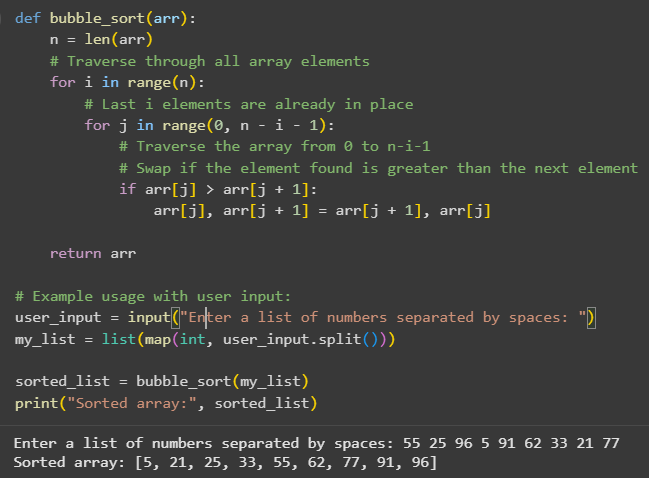 def bubble_sort(arr):
    n = len(arr)
    # Traverse through all array elements
    for i in range(n):
        # Last i elements are already in place
        for j in range(0, n - i - 1):
            # Traverse the array from 0 to n-i-1
            # Swap if the element found is greater than the next element
            if arr[j] > arr[j + 1]:
                arr[j], arr[j + 1] = arr[j + 1], arr[j]

    return arr

# Example usage with user input:
user_input = input("Enter a list of numbers separated by spaces: ")
my_list = list(map(int, user_input.split()))

sorted_list = bubble_sort(my_list)
print("Sorted array:", sorted_list)
Enter a list of numbers separated by spaces: 55 25 96 5 91 62 33 21 77
Sorted array: [5, 21, 25, 33, 55, 62, 77, 91, 96]